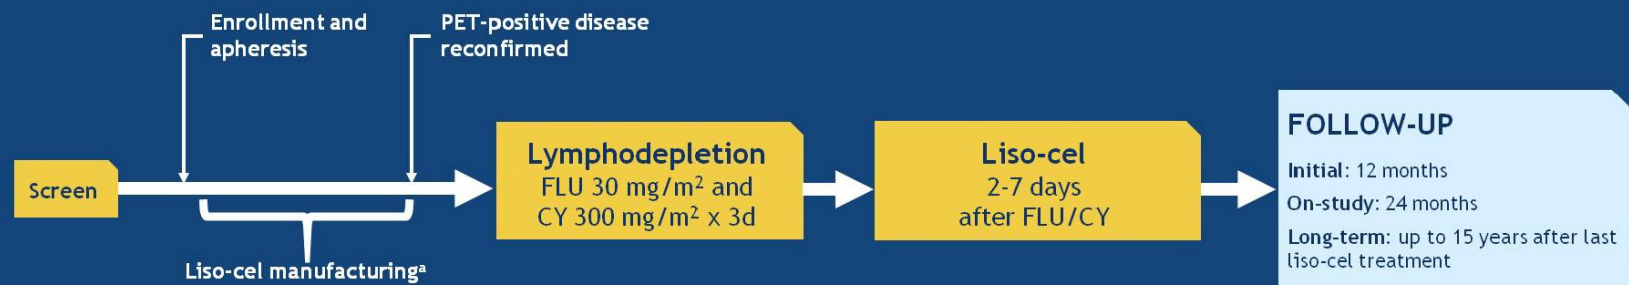 Enrollment and
apheresis
PET-positive disease
reconfirmed
Screen
Liso-cel manufacturingᵃ
Lymphodepletion
FLU 30 mg/m² and
CY 300 mg/m² x 3d
Liso-cel
2-7 days
after FLU/CY
FOLLOW-UP
Initial: 12 months
On-study: 24 months
Long-term: up to 15 years after last
liso-cel treatment